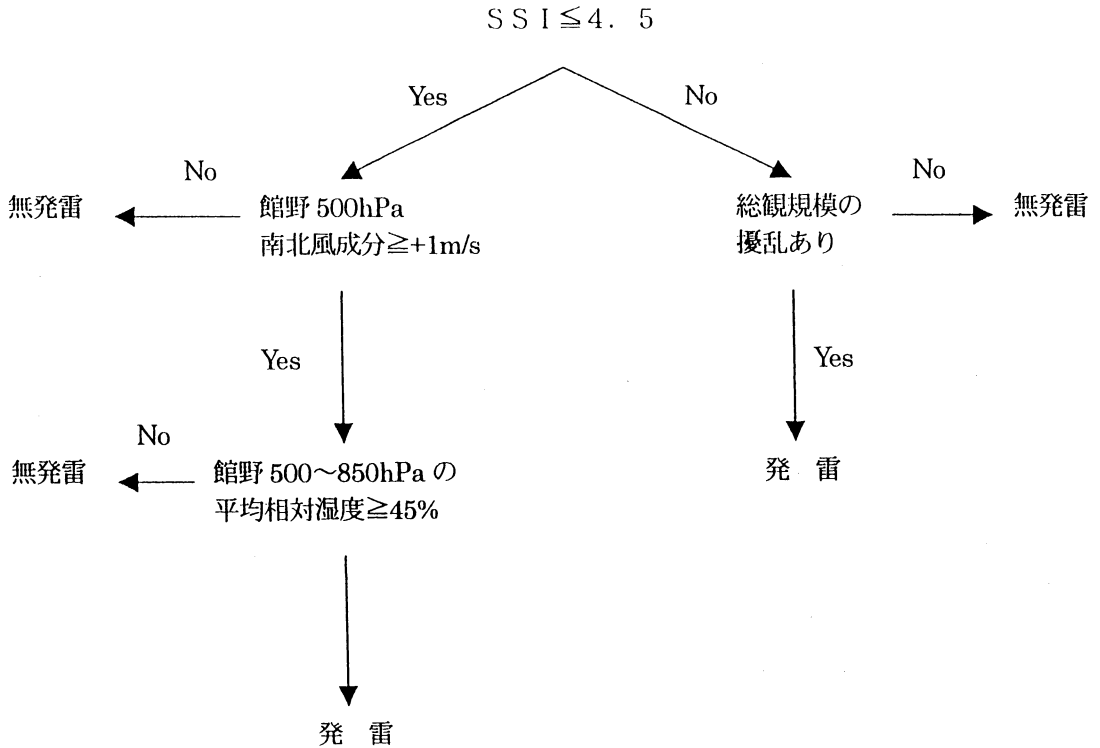 ＳＳＩ≦４．５
Yes
No
No
No
無発雷
館野 500hPa
南北風成分≧+1m/s
総観規模の
擾乱あり
無発雷
Yes
Yes
No
無発雷
館野 500～850hPa の
平均相対湿度≧45%
発　雷
発　雷